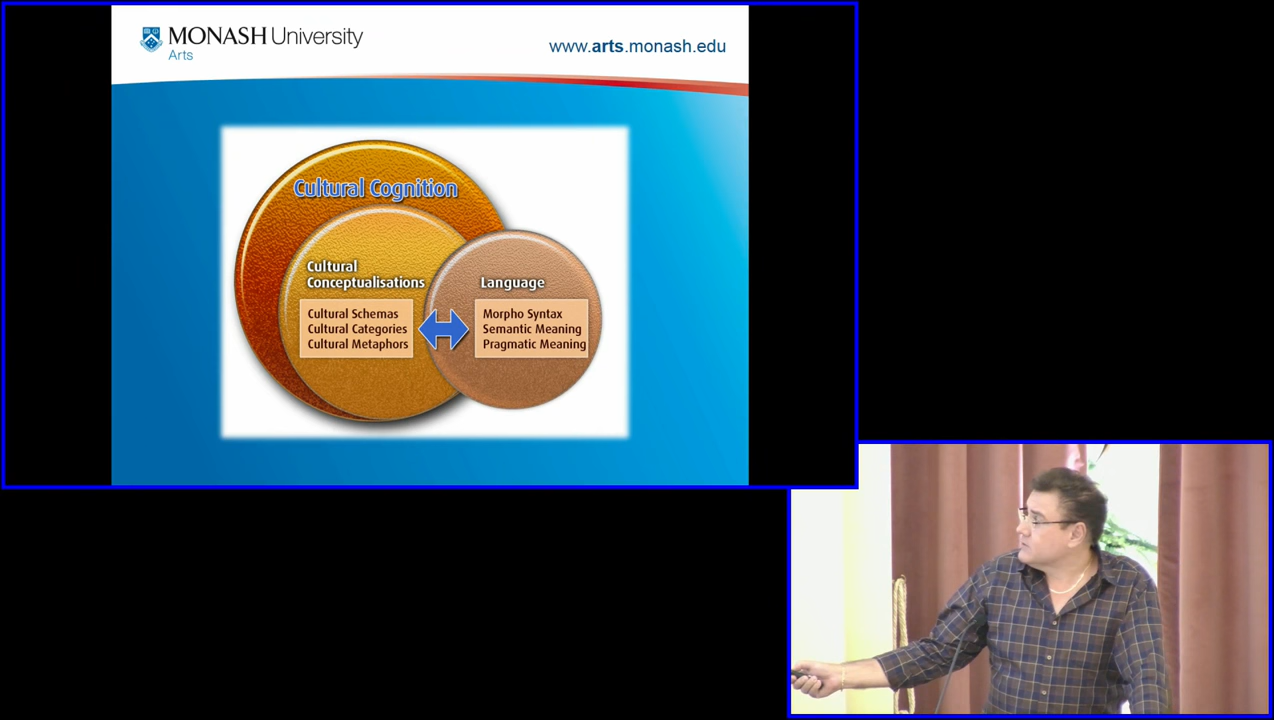 MONASH University
Arts
www.arts.monash.edu
Cultural Cognition
Cultural
Conceptualisations
Cultural Schemas
Cultural Categories
Cultural Metaphors
Language
Morpho Syntax
Semantic Meaning
Pragmatic Meaning